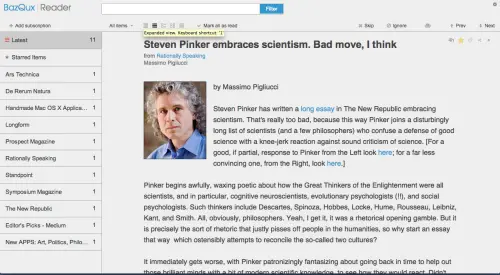 BazQux Reader
Filter
+ Add subscription
All items
Mark all as read
Skip
Ignore
Prev
Next
Expanded view. Keyboard shortcut: '2'
Latest 11
Starred Items
Ars Technica 1
De Rerum Natura 1
Handmade Mac OS X Applice... 1
Longform 1
Prospect Magazine 1
Rationally Speaking 1
Standpoint 1
Symposium Magazine 1
The New Republic 1
Editor's Picks - Medium 1
New APPS: Art, Politics, Philo... 1
Steven Pinker embraces scientism. Bad move, I think
from Rationally Speaking
Massimo Pigliucci
by Massimo Pigliucci
Steven Pinker has written a long essay in The New Republic embracing
scientism. That's really too bad, because this way Pinker joins a disturbingly
long list of scientists (and a few philosophers) who confuse a defense of good
science with a knee-jerk reaction against sound criticism of science. [For a
good, if partial, response to Pinker from the Left look here; for a far less
convincing one, from the Right, look here.]
Pinker begins awfully, waxing poetic about how the Great Thinkers of the Enlightenment were all
scientists, and in particular, cognitive neuroscientists, evolutionary psychologists (!!), and social
psychologists. Such thinkers include Descartes, Spinoza, Hobbes, Locke, Hume, Rousseau, Leibniz,
Kant, and Smith. All, obviously, philosophers. Yeah, I get it, it was a rhetorical opening gamble. But it
is precisely the sort of rhetoric that just pisses off people in the humanities, so why start an essay
that way which ostensibly attempts to reconcile the so-called two cultures?
It immediately gets worse, with Pinker patronizingly fantasizing about going back in time to help out
those brilliant minds with a bit of modern scientific knowledge, to see how they would react. Didn't